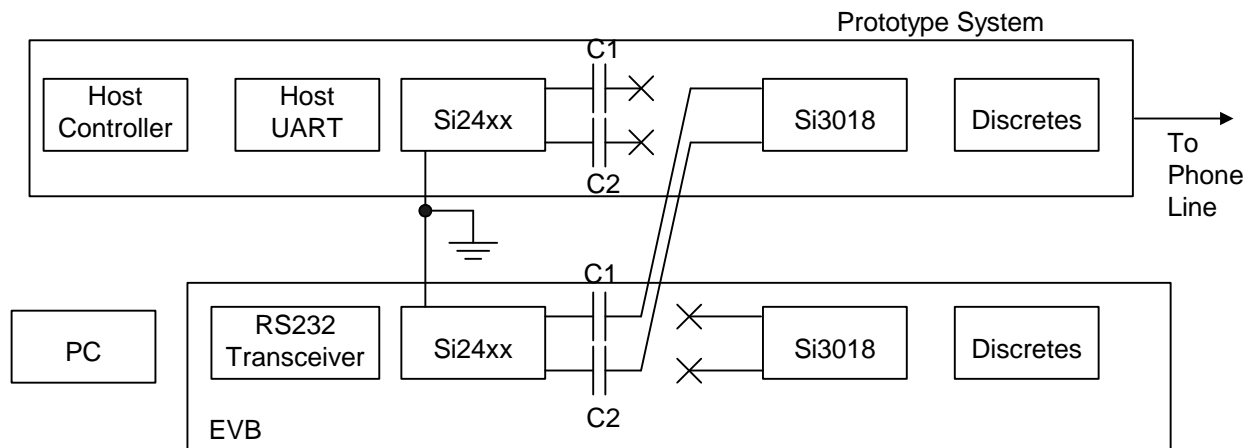 Prototype System
C1
Host
Controller
Host
UART
Si24xx
Si3018
Discretes
C2
To
Phone
Line
C1
PC
RS232
Transceiver
Si24xx
Si3018
Discretes
C2
EVB